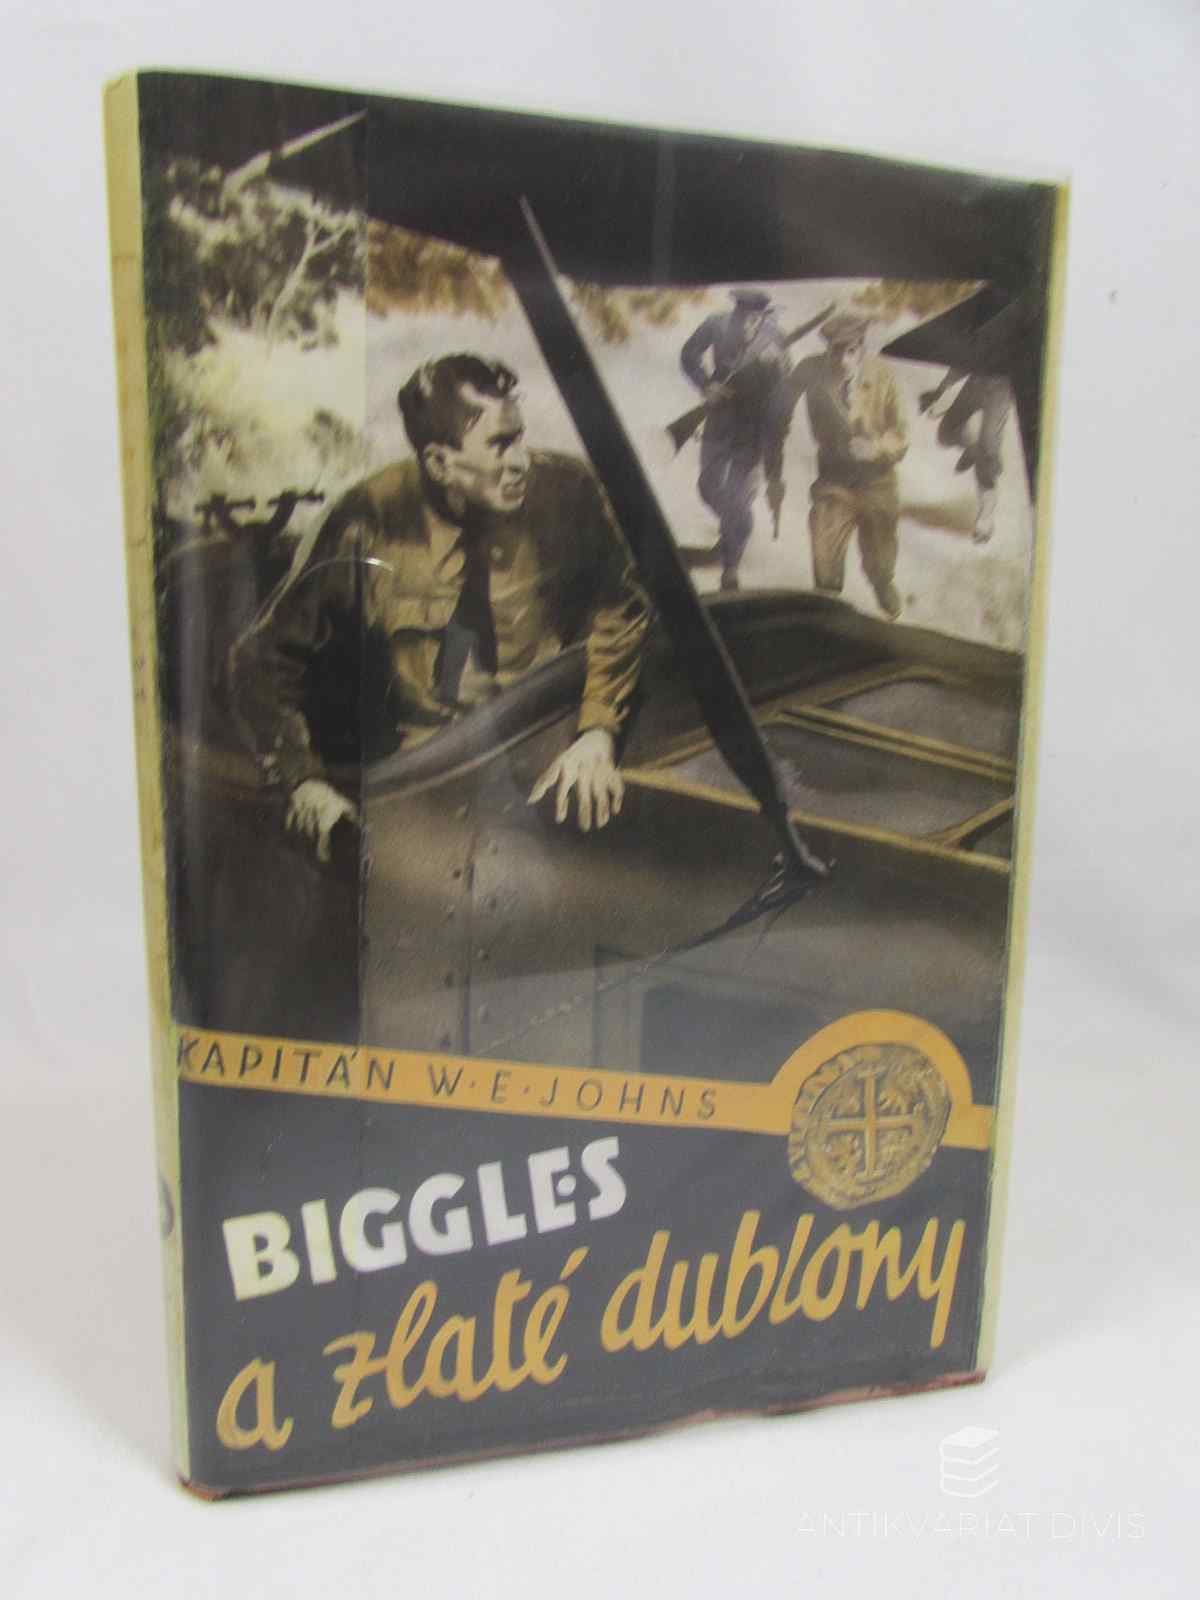 KAPITÁN W·E·JOHNS
BIGGLES
a zlaté dublony
ANTIKVARIAT DIVIS